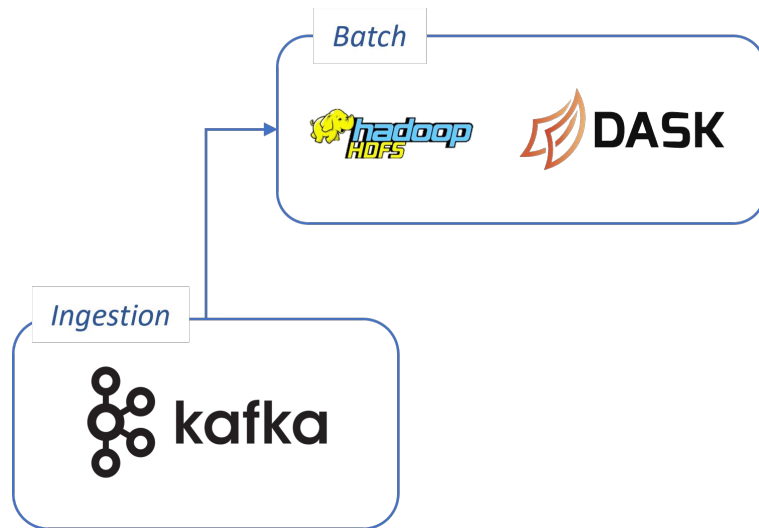 Batch
hadoop
HDFS
DASK
Ingestion
kafka